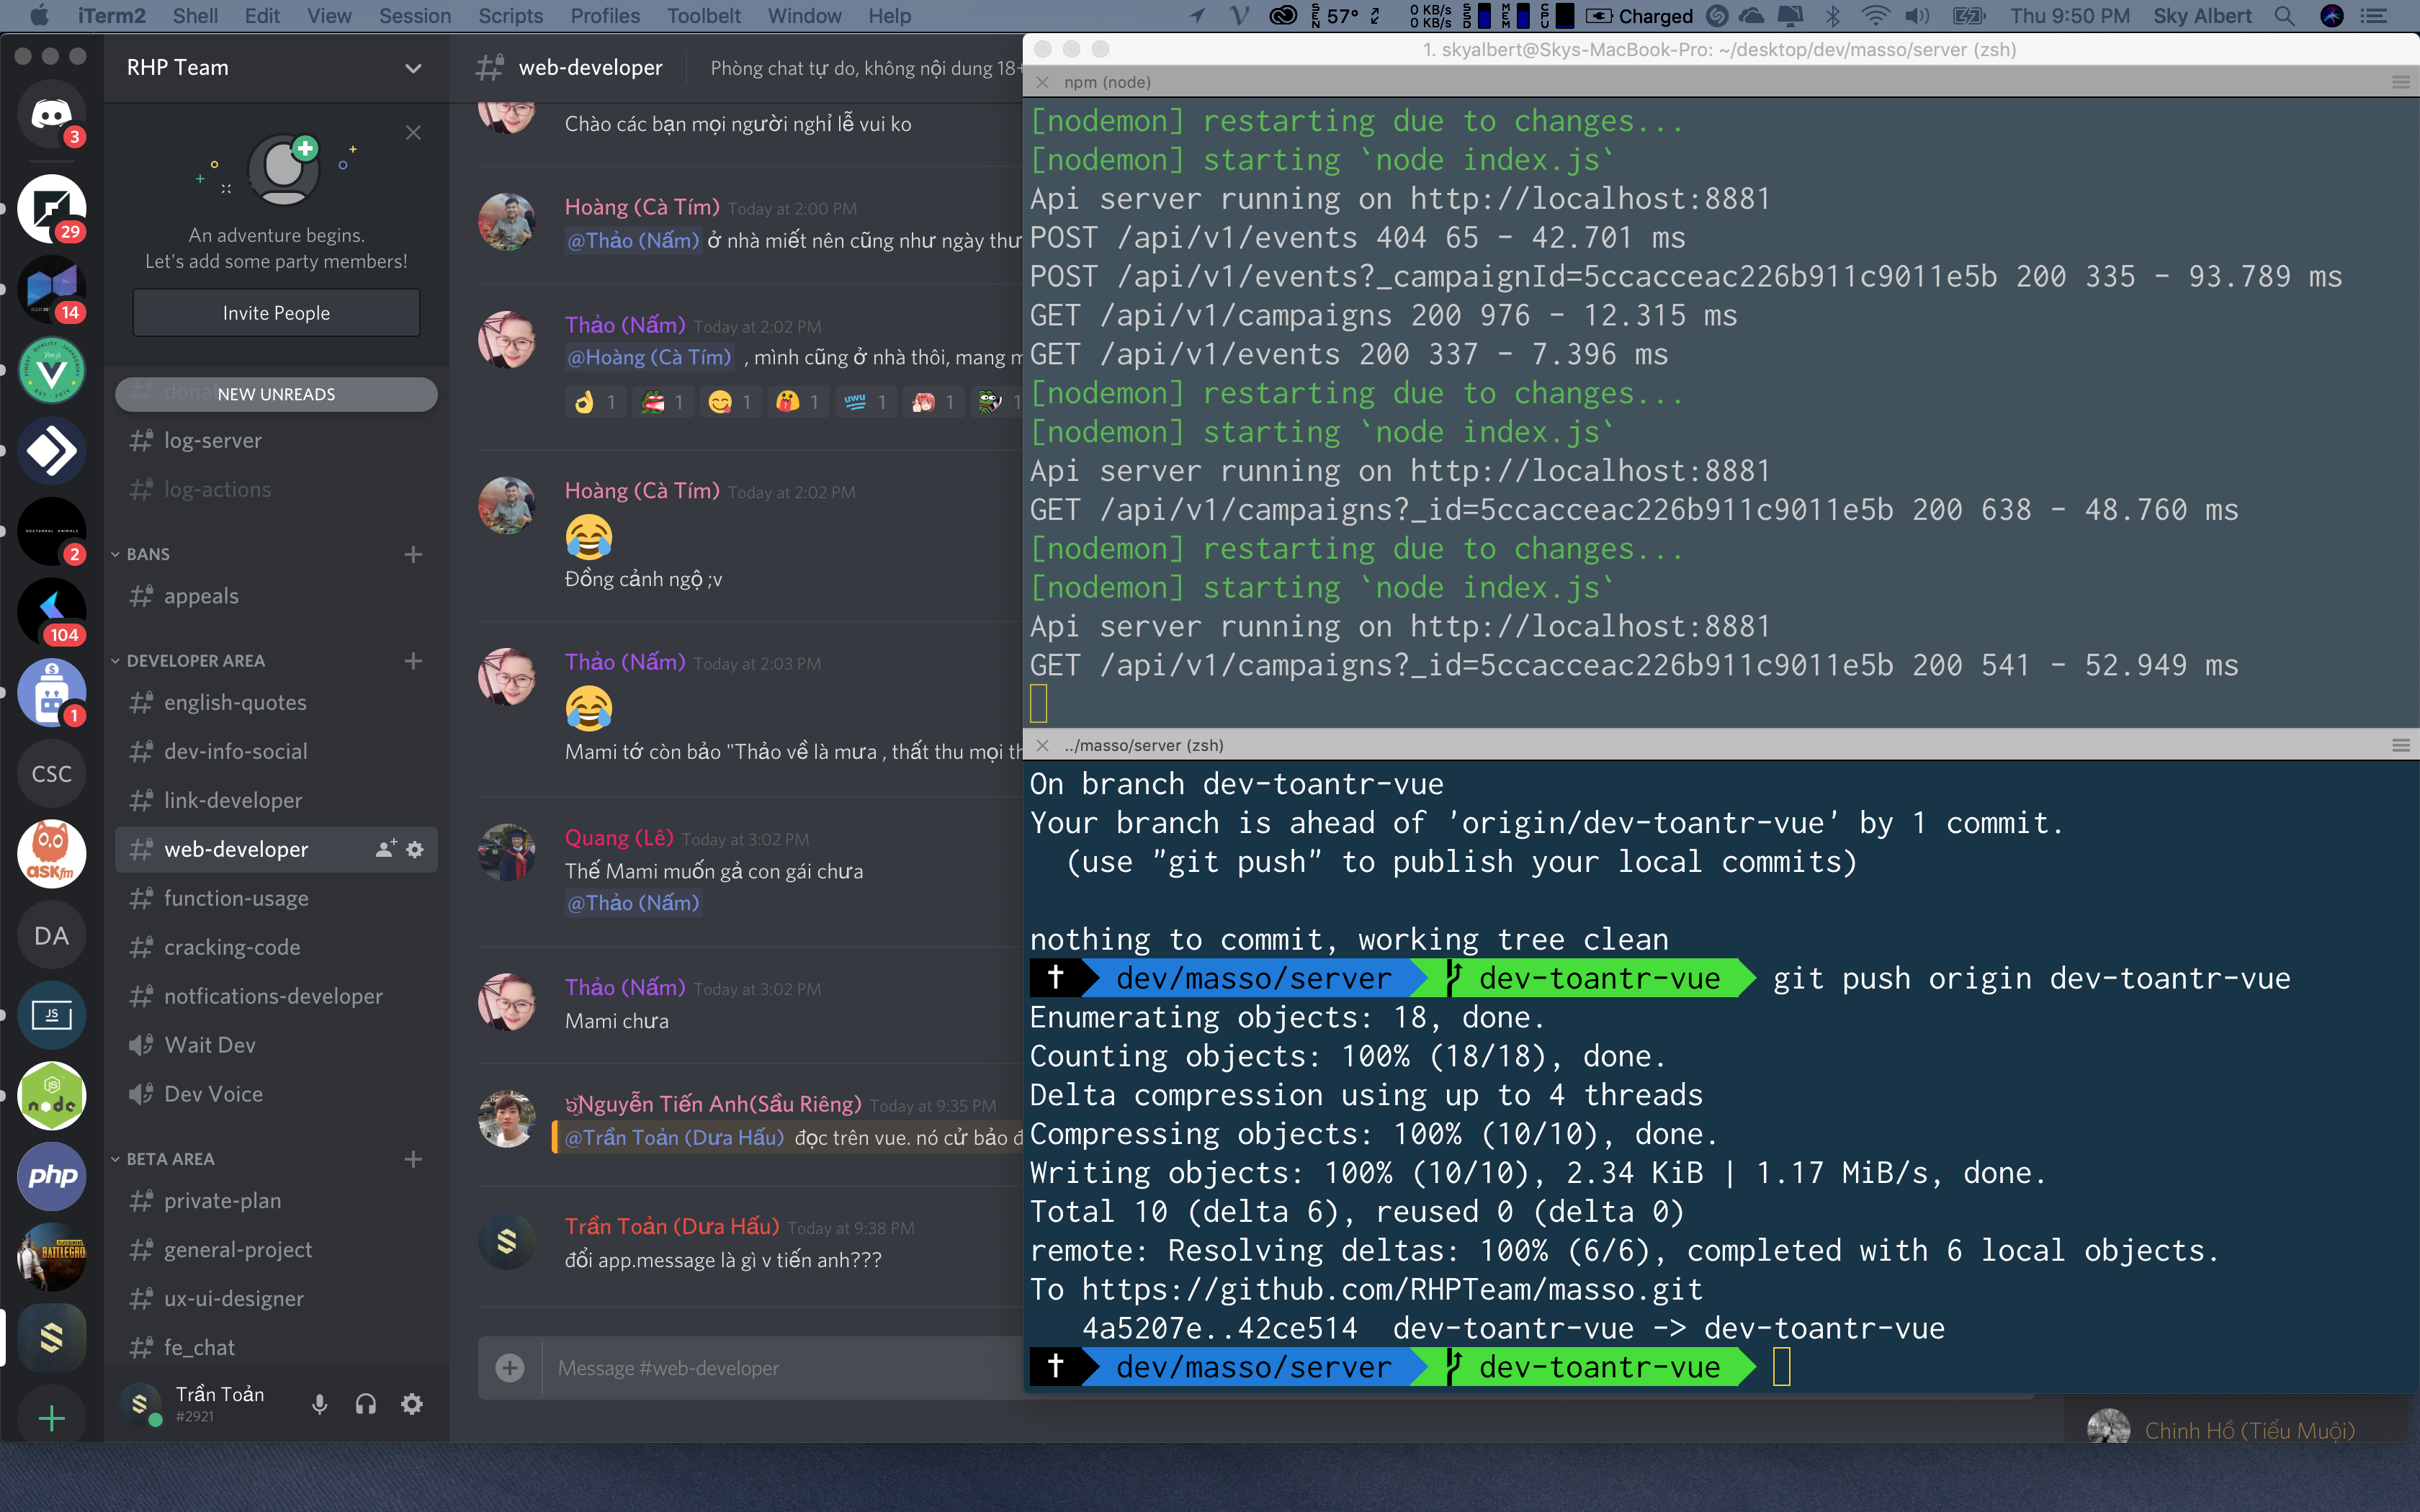 iTerm2 Shell Edit View Session Scripts Profiles Toolbelt Window Help
SEN 57° 0 KB/s 0 KB/s SSD MEM CPU Charged Thu 9:50 PM Sky Albert
3
29
14
2
104
1
CSC
askfm
DA
JS
node
php
RHP Team
An adventure begins.
Let's add some party members!
Invite People
NEW UNREADS
log-server
log-actions
BANS
appeals
DEVELOPER AREA
english-quotes
dev-info-social
link-developer
web-developer
function-usage
cracking-code
notfications-developer
Wait Dev
Dev Voice
BETA AREA
private-plan
general-project
ux-ui-designer
fe_chat
Trần Toản
#2921
web-developer Phòng chat tự do, không nội dung 18+
Chào các bạn mọi người nghỉ lễ vui ko
Hoàng (Cà Tím) Today at 2:00 PM
@Thảo (Nấm) ở nhà miết nên cũng như ngày thư
Thảo (Nấm) Today at 2:02 PM
@Hoàng (Cà Tím) , mình cũng ở nhà thôi, mang m
1 1 1 1 uwu 1 1 1
Hoàng (Cà Tím) Today at 2:02 PM
Đồng cảnh ngộ ;v
Thảo (Nấm) Today at 2:03 PM
Mami tớ còn bảo "Thảo về là mưa , thất thu mọi th
Quang (Lê) Today at 3:02 PM
Thế Mami muốn gả con gái chưa
@Thảo (Nấm)
Thảo (Nấm) Today at 3:02 PM
Mami chưa
Nguyễn Tiến Anh(Sầu Riêng) Today at 9:35 PM
@Trần Toản (Dưa Hấu) đọc trên vue. nó cứ bảo đ
Trần Toản (Dưa Hấu) Today at 9:38 PM
đổi app.message là gì v tiến anh???
Message #web-developer
Chinh Hồ (Tiểu Muội)
1. skyalbert@Skys-MacBook-Pro: ~/desktop/dev/masso/server (zsh)
npm (node)
[nodemon] restarting due to changes...
[nodemon] starting `node index.js`
Api server running on http://localhost:8881
POST /api/v1/events 404 65 - 42.701 ms
POST /api/v1/events?_campaignId=5ccacceac226b911c9011e5b 200 335 - 93.789 ms
GET /api/v1/campaigns 200 976 - 12.315 ms
GET /api/v1/events 200 337 - 7.396 ms
[nodemon] restarting due to changes...
[nodemon] starting `node index.js`
Api server running on http://localhost:8881
GET /api/v1/campaigns?_id=5ccacceac226b911c9011e5b 200 638 - 48.760 ms
[nodemon] restarting due to changes...
[nodemon] starting `node index.js`
Api server running on http://localhost:8881
GET /api/v1/campaigns?_id=5ccacceac226b911c9011e5b 200 541 - 52.949 ms
../masso/server (zsh)
On branch dev-toantr-vue
Your branch is ahead of 'origin/dev-toantr-vue' by 1 commit.
(use "git push" to publish your local commits)
nothing to commit, working tree clean
† dev/masso/server dev-toantr-vue git push origin dev-toantr-vue
Enumerating objects: 18, done.
Counting objects: 100% (18/18), done.
Delta compression using up to 4 threads
Compressing objects: 100% (10/10), done.
Writing objects: 100% (10/10), 2.34 KiB | 1.17 MiB/s, done.
Total 10 (delta 6), reused 0 (delta 0)
remote: Resolving deltas: 100% (6/6), completed with 6 local objects.
To https://github.com/RHPTeam/masso.git
4a5207e..42ce514 dev-toantr-vue -> dev-toantr-vue
† dev/masso/server dev-toantr-vue